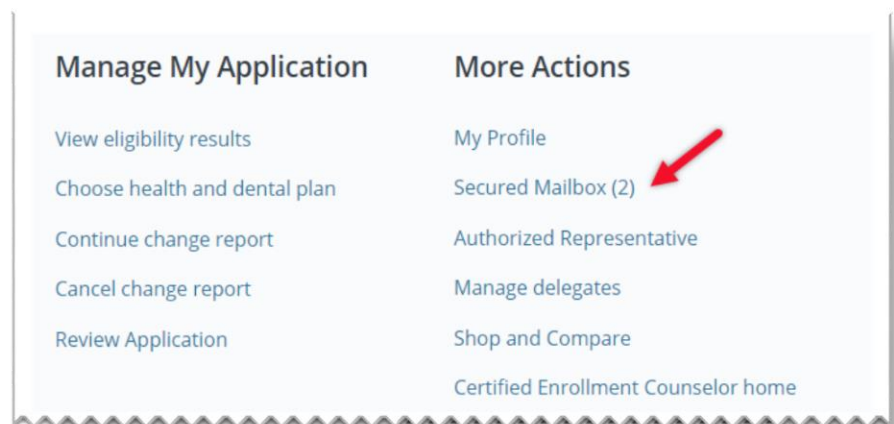 Manage My Application
View eligibility results
Choose health and dental plan
Continue change report
Cancel change report
Review Application
More Actions
My Profile
Secured Mailbox (2)
Authorized Representative
Manage delegates
Shop and Compare
Certified Enrollment Counselor home